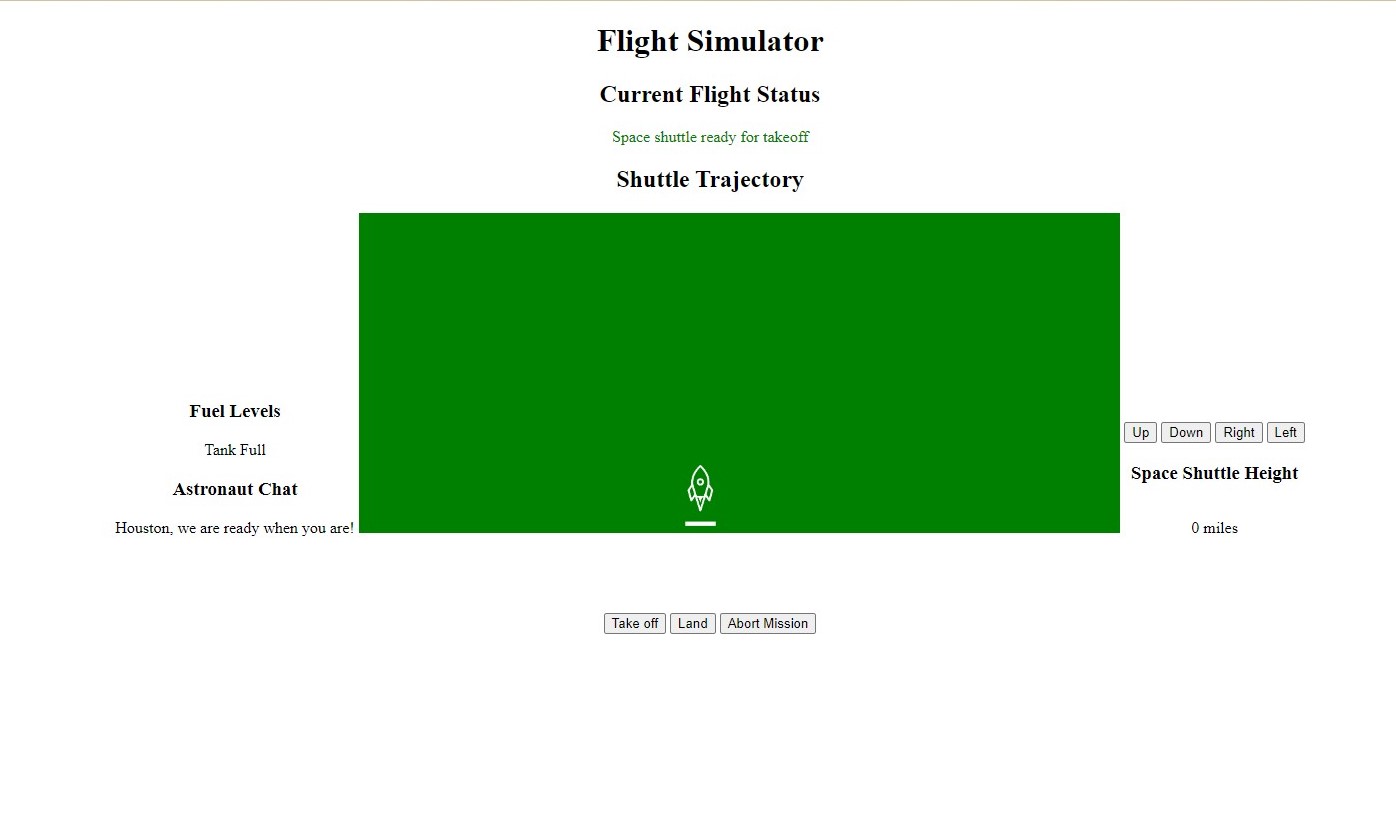 Flight Simulator
Current Flight Status
Space shuttle ready for takeoff
Shuttle Trajectory
Fuel Levels
Tank Full
Astronaut Chat
Houston, we are ready when you are!
Up Down Right Left
Space Shuttle Height
0 miles
Take off Land Abort Mission